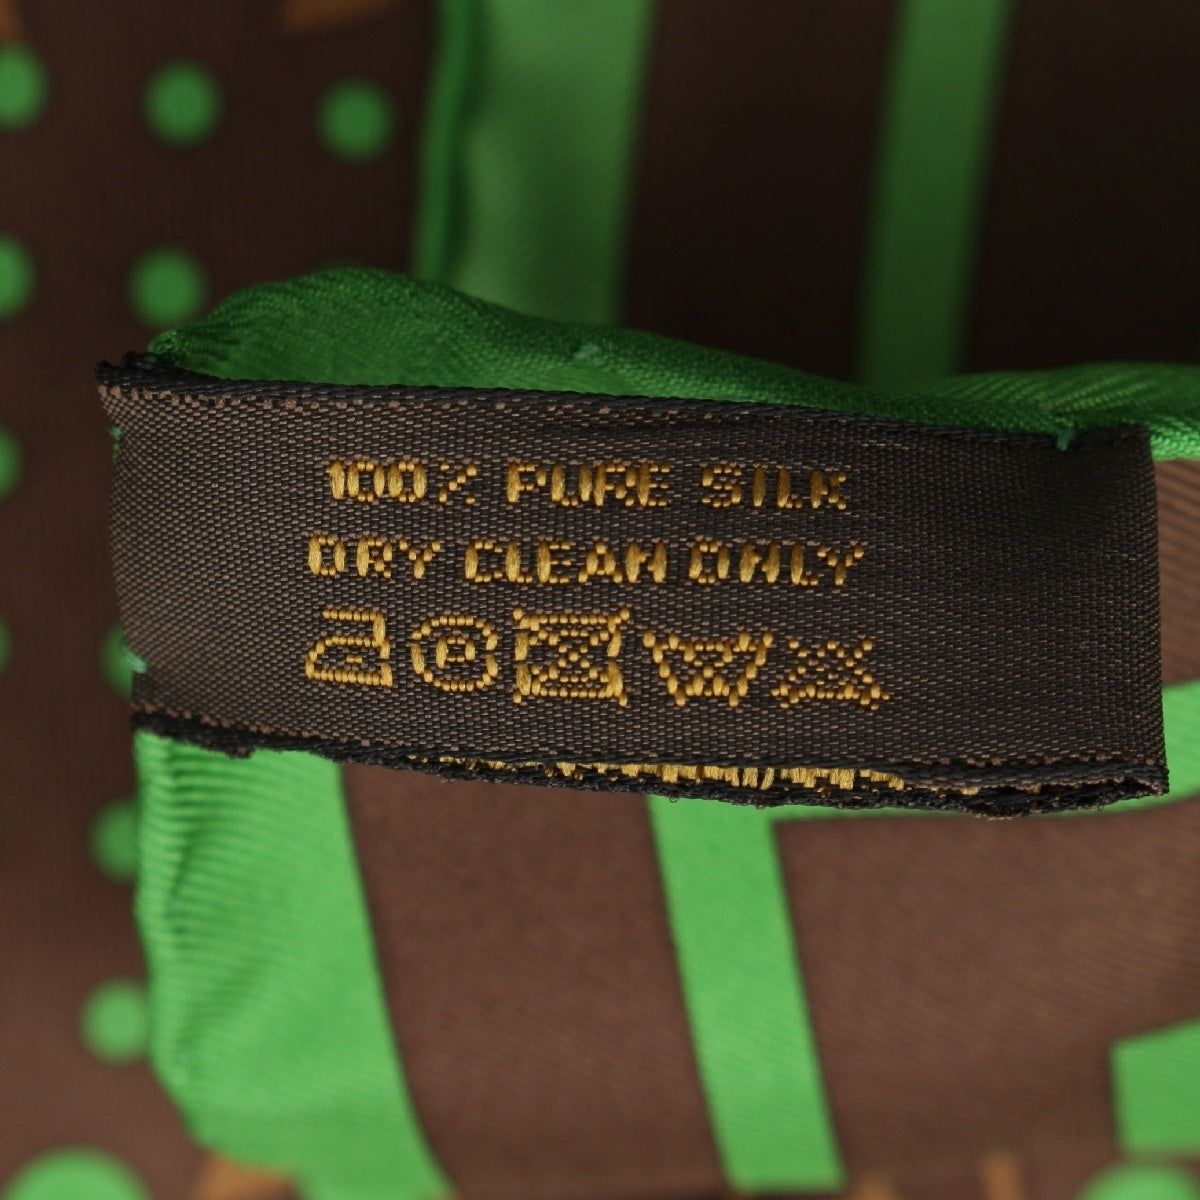 100% PURE SILK
DRY CLEAN ONLY
P